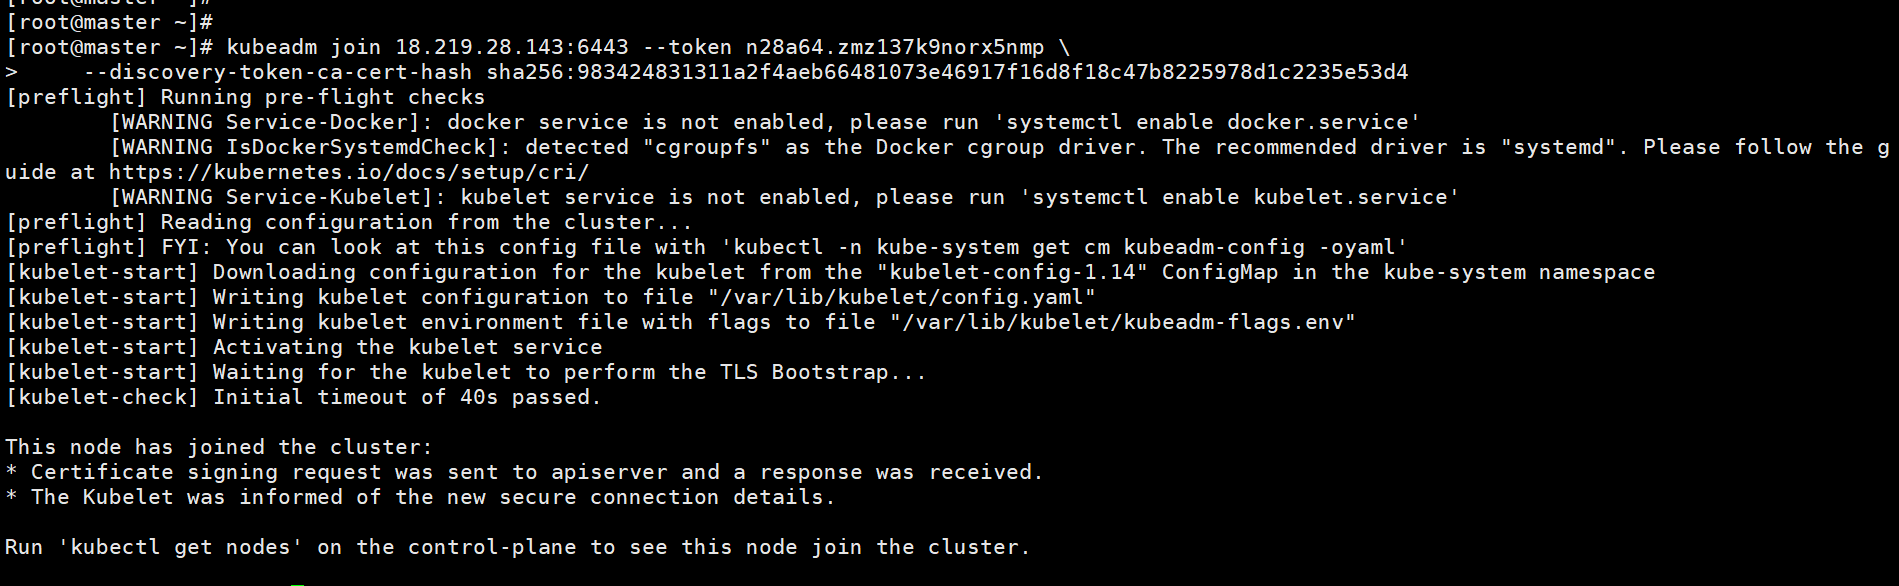 [root@master ~]#
[root@master ~]#
[root@master ~]# kubeadm join 18.219.28.143:6443 --token n28a64.zmz137k9norx5nmp \
>     --discovery-token-ca-cert-hash sha256:983424831311a2f4aeb66481073e46917f16d8f18c47b8225978d1c2235e53d4
[preflight] Running pre-flight checks
        [WARNING Service-Docker]: docker service is not enabled, please run 'systemctl enable docker.service'
        [WARNING IsDockerSystemdCheck]: detected "cgroupfs" as the Docker cgroup driver. The recommended driver is "systemd". Please follow the g
uide at https://kubernetes.io/docs/setup/cri/
        [WARNING Service-Kubelet]: kubelet service is not enabled, please run 'systemctl enable kubelet.service'
[preflight] Reading configuration from the cluster...
[preflight] FYI: You can look at this config file with 'kubectl -n kube-system get cm kubeadm-config -oyaml'
[kubelet-start] Downloading configuration for the kubelet from the "kubelet-config-1.14" ConfigMap in the kube-system namespace
[kubelet-start] Writing kubelet configuration to file "/var/lib/kubelet/config.yaml"
[kubelet-start] Writing kubelet environment file with flags to file "/var/lib/kubelet/kubeadm-flags.env"
[kubelet-start] Activating the kubelet service
[kubelet-start] Waiting for the kubelet to perform the TLS Bootstrap...
[kubelet-check] Initial timeout of 40s passed.

This node has joined the cluster:
* Certificate signing request was sent to apiserver and a response was received.
* The Kubelet was informed of the new secure connection details.

Run 'kubectl get nodes' on the control-plane to see this node join the cluster.